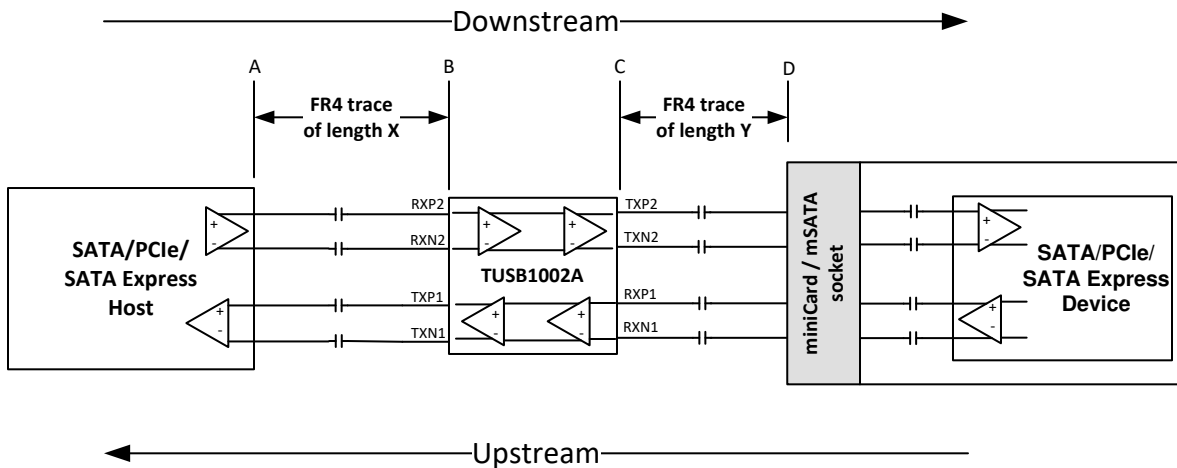 Downstream
A
B
C
D
FR4 trace
of length X
FR4 trace
of length Y
SATA/PCIe/
SATA Express
Host
RXP2
RXN2
TXP1
TXN1
+
-
+
-
+
-
+
-
TUSB1002A
+
-
+
-
TXP2
TXN2
RXP1
RXN1
miniCard / mSATA
socket
+
-
+
-
SATA/PCIe/
SATA Express
Device
Upstream